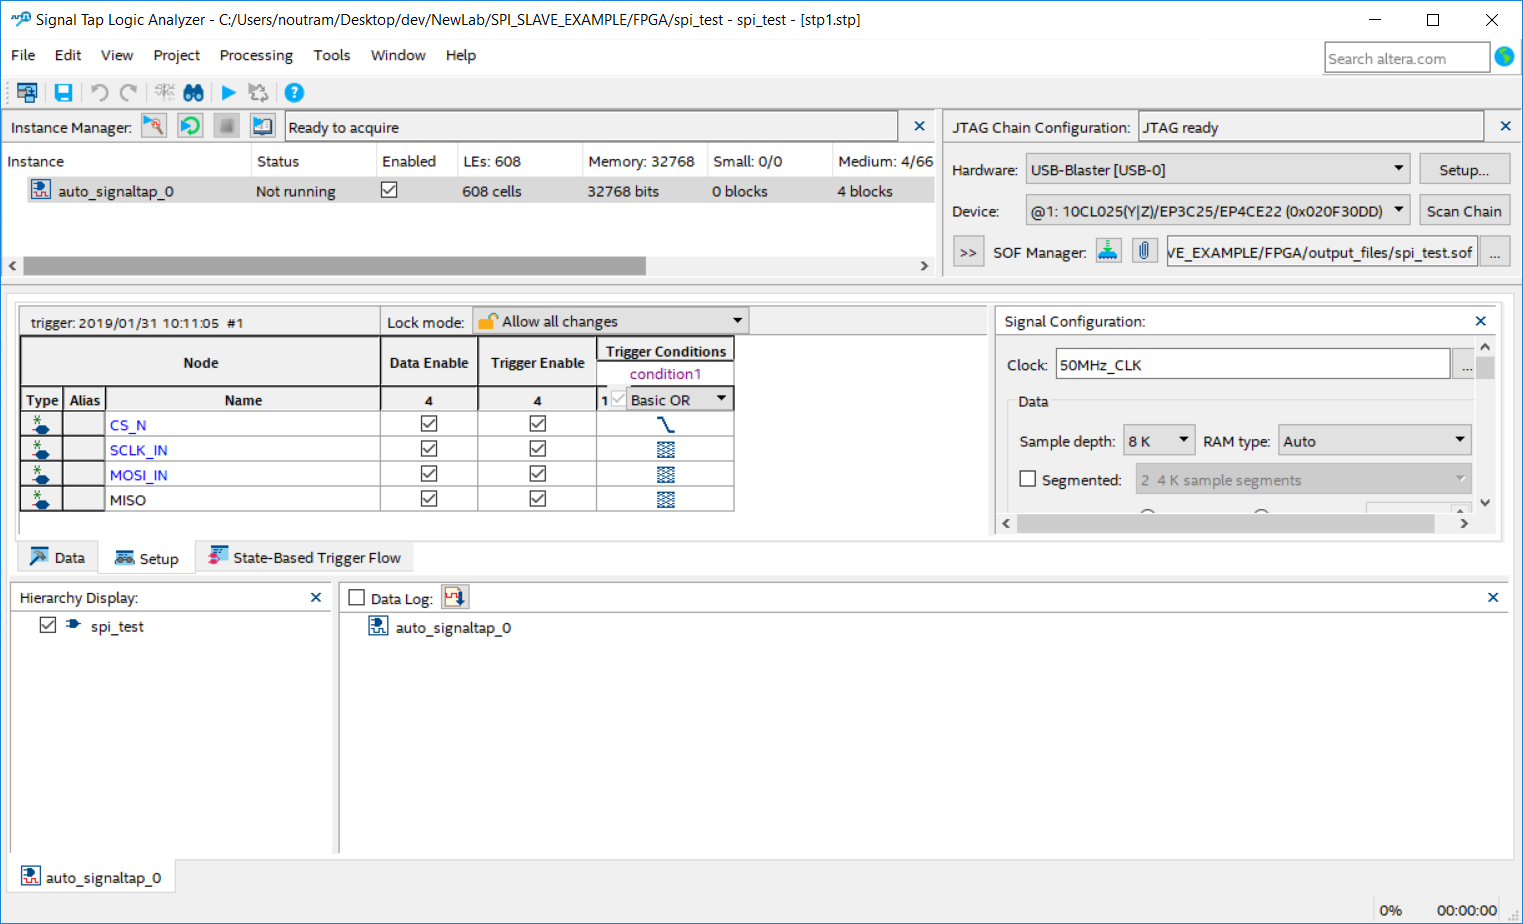 Signal Tap Logic Analyzer - C:/Users/noutram/Desktop/dev/NewLab/SPI_SLAVE_EXAMPLE/FPGA/spi_test - spi_test - [stp1.stp]
File Edit View Project Processing Tools Window Help
Search altera.com
Instance Manager: Ready to acquire
JTAG Chain Configuration: JTAG ready
Instance Status Enabled LEs: 608 Memory: 32768 Small: 0/0 Medium: 4/66
auto_signaltap_0 Not running 608 cells 32768 bits 0 blocks 4 blocks
Hardware: USB-Blaster [USB-0] Setup...
Device: @1: 10CL025(Y|Z)/EP3C25/EP4CE22 (0x020F30DD) Scan Chain
>> SOF Manager: VE_EXAMPLE/FPGA/output_files/spi_test.sof ...
trigger: 2019/01/31 10:11:05 #1 Lock mode: Allow all changes
Node Data Enable Trigger Enable Trigger Conditions
condition1
Type Alias Name 4 4 1 Basic OR
CS_N
SCLK_IN
MOSI_IN
MISO
Signal Configuration:
Clock: 50MHz_CLK ...
Data
Sample depth: 8 K RAM type: Auto
Segmented: 2 4 K sample segments
Data Setup State-Based Trigger Flow
Hierarchy Display:
spi_test
Data Log:
auto_signaltap_0
auto_signaltap_0
0% 00:00:00